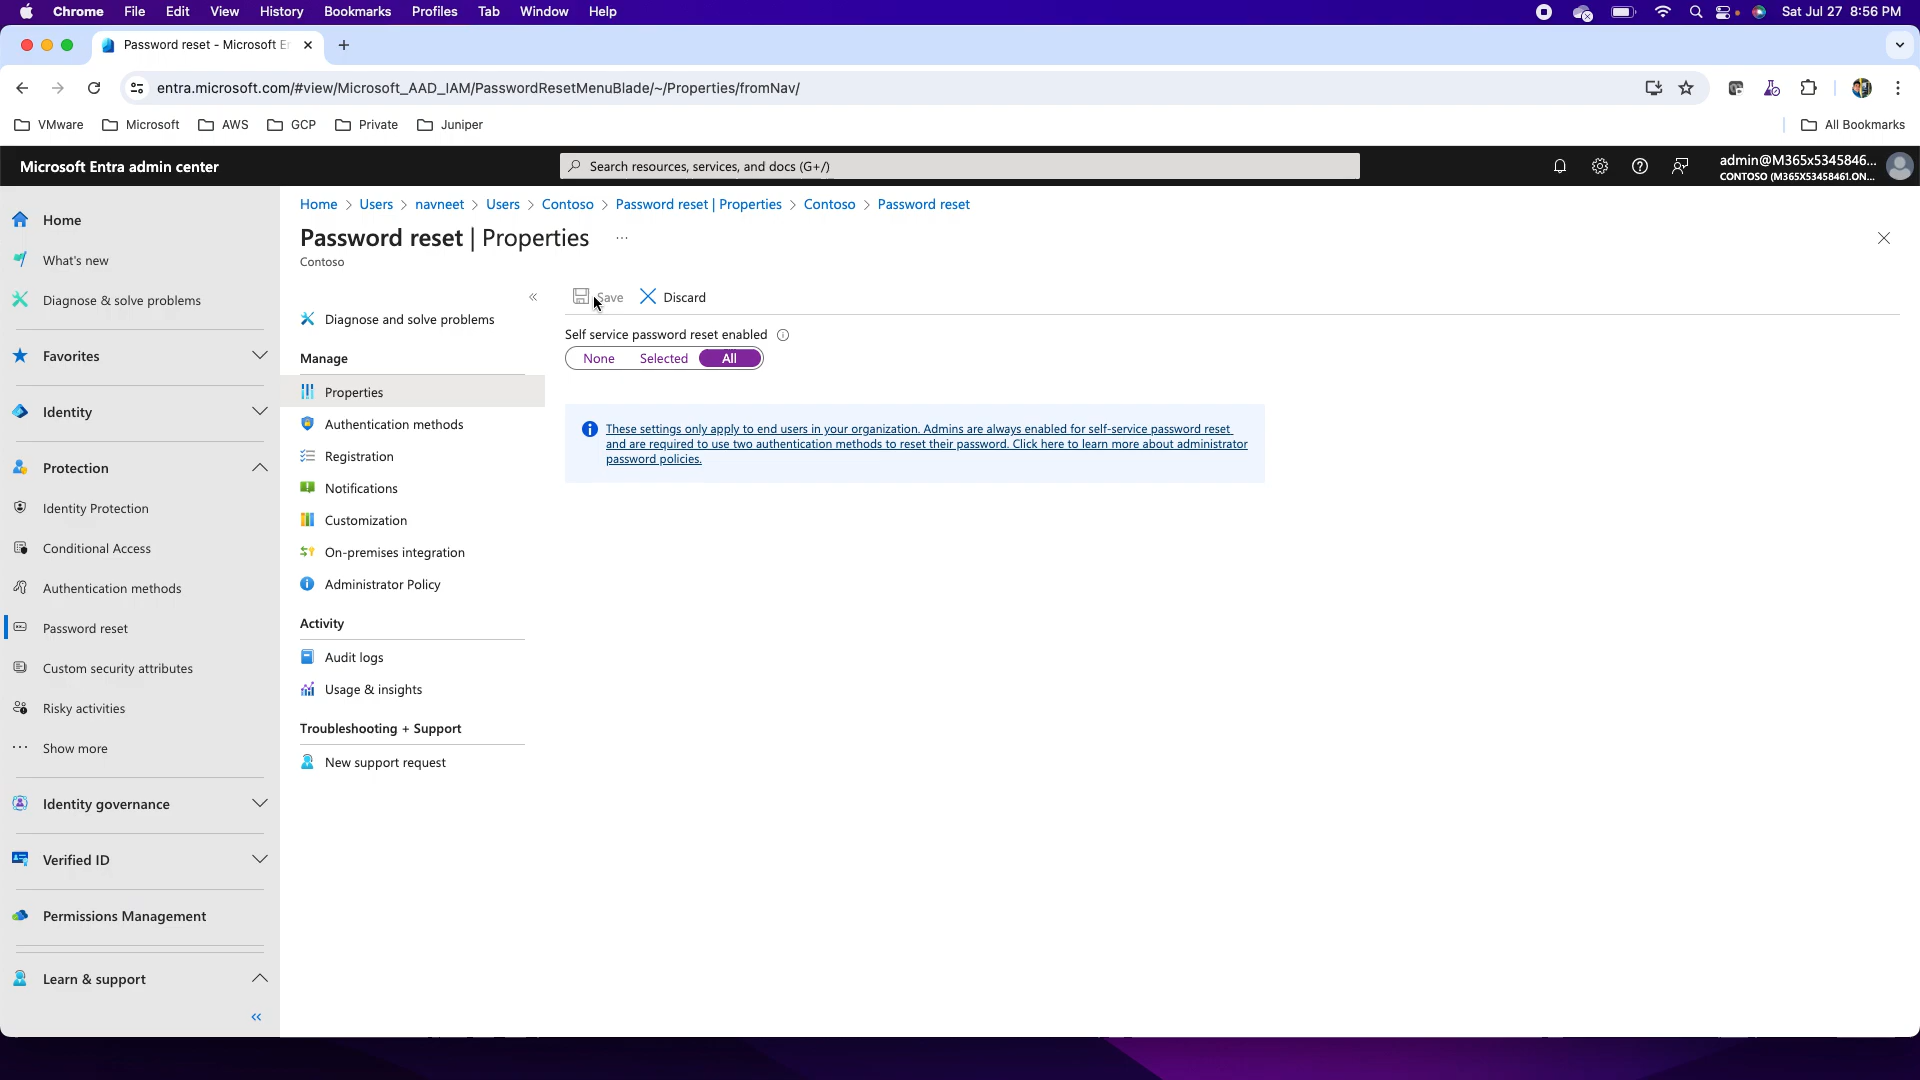 Chrome File Edit View History Bookmarks Profiles Tab Window Help
Sat Jul 27 8:56 PM
Password reset - Microsoft E
entra.microsoft.com/#view/Microsoft_AAD_IAM/PasswordResetMenuBlade/~/Properties/fromNav/
VMware Microsoft AWS GCP Private Juniper
All Bookmarks
Microsoft Entra admin center
Search resources, services, and docs (G+/)
admin@M365x5345846...
CONTOSO (M365X53458461.ON...
Home
What's new
Diagnose & solve problems
Favorites
Identity
Protection
Identity Protection
Conditional Access
Authentication methods
Password reset
Custom security attributes
Risky activities
Show more
Identity governance
Verified ID
Permissions Management
Learn & support
Home > Users > navneet > Users > Contoso > Password reset | Properties > Contoso > Password reset
Password reset | Properties ...
Contoso
Diagnose and solve problems
Manage
Properties
Authentication methods
Registration
Notifications
Customization
On-premises integration
Administrator Policy
Activity
Audit logs
Usage & insights
Troubleshooting + Support
New support request
Save Discard
Self service password reset enabled
None Selected All
These settings only apply to end users in your organization. Admins are always enabled for self-service password reset
and are required to use two authentication methods to reset their password. Click here to learn more about administrator
password policies.